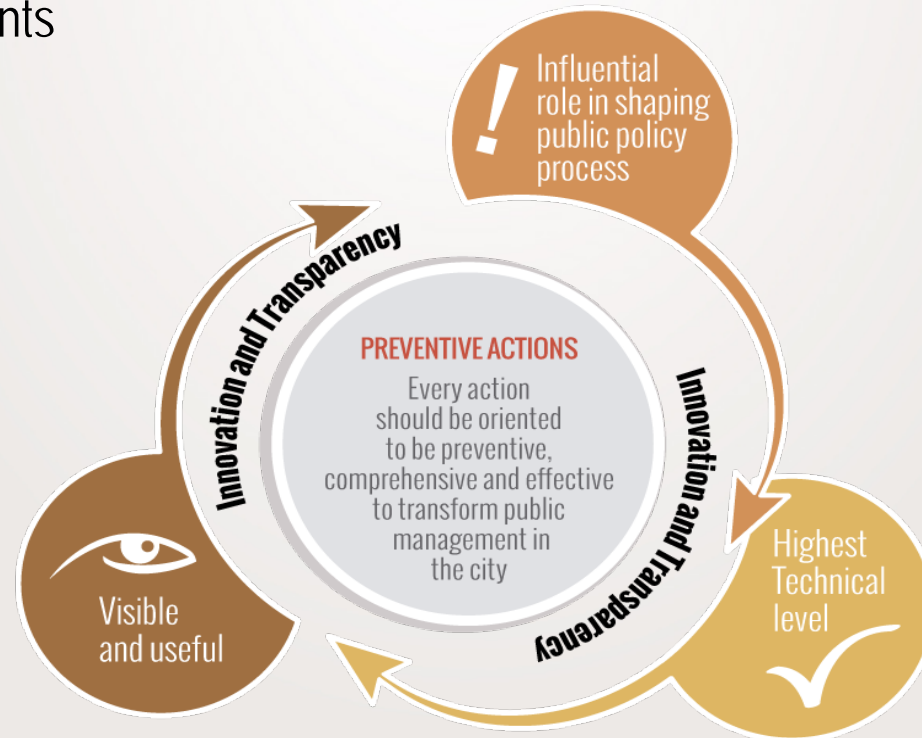 Influential
role in shaping
public policy
process
Innovation and Transparency
PREVENTIVE ACTIONS
Every action
should be oriented
to be preventive,
comprehensive and effective
to transform public
management in
the city
Innovation and Transparency
Highest
Technical
level
Visible
and useful